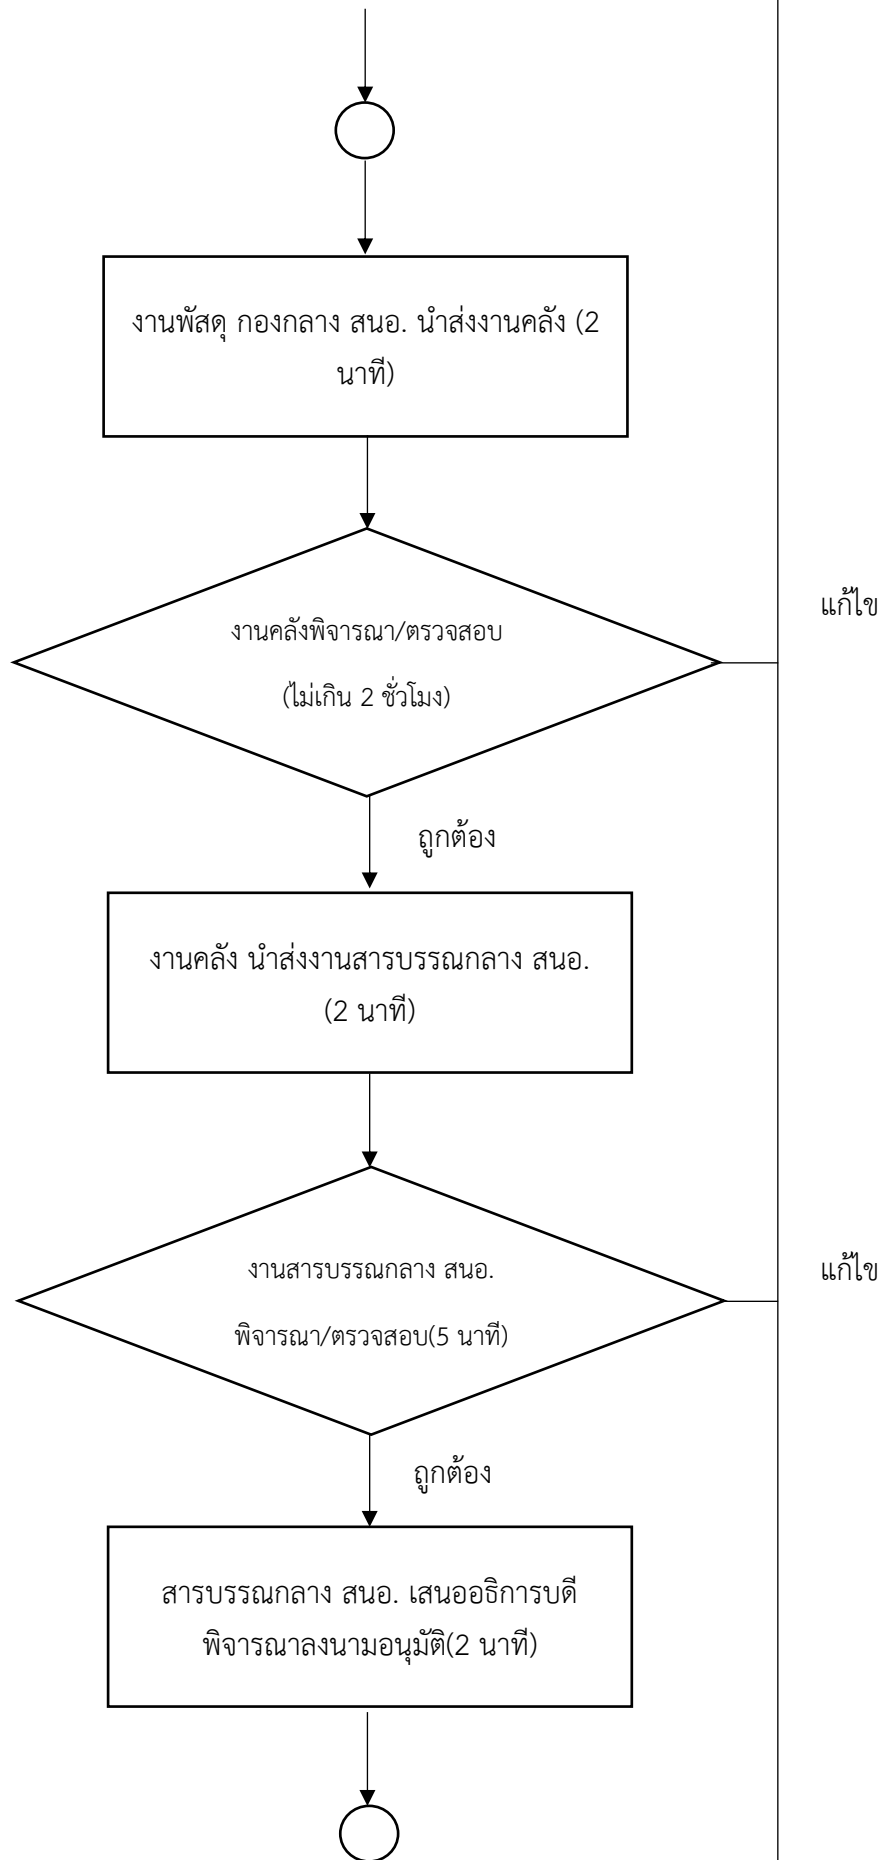 งานพัสดุ กองกลาง สนอ. นำส่งงานคลัง (2
นาที)
แก้ไข
งานคลังพิจารณา/ตรวจสอบ
(ไม่เกิน 2 ชั่วโมง)
ถูกต้อง
งานคลัง นำส่งงานสารบรรณกลาง สนอ.
(2 นาที)
งานสารบรรณกลาง สนอ.
แก้ไข
พิจารณา/ตรวจสอบ(5 นาที)
ถูกต้อง
สารบรรณกลาง สนอ. เสนออธิการบดี
พิจารณาลงนามอนุมัติ(2 นาที)